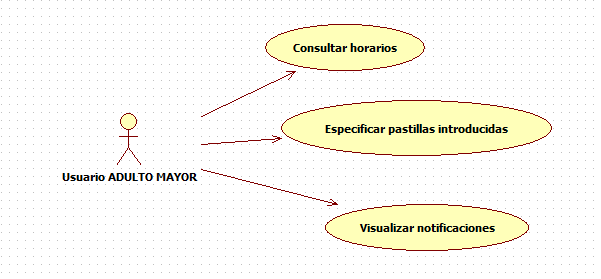 Consultar horarios
Especificar pastillas introducidas
Usuario ADULTO MAYOR
Visualizar notificaciones